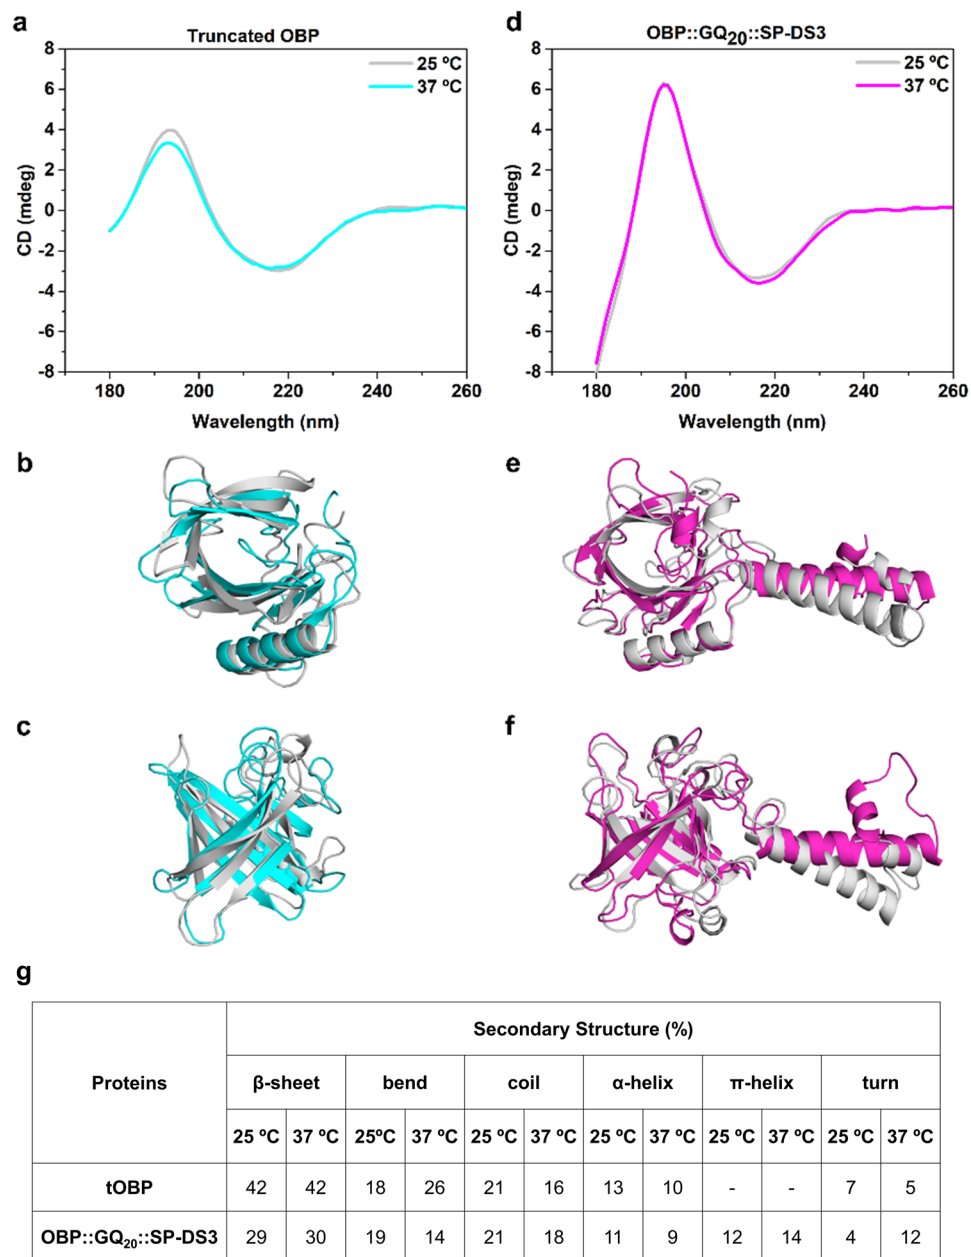 a
Truncated OBP
25 ºC
37 ºC
8
6
4
2
0
-2
-4
-6
-8
CD (mdeg)
180 200 220 240 260
Wavelength (nm)
d
OBP::GQ20::SP-DS3
25 ºC
37 ºC
8
6
4
2
0
-2
-4
-6
-8
CD (mdeg)
180 200 220 240 260
Wavelength (nm)
b
e
c
f
g
Proteins
Secondary Structure (%)
β-sheet bend coil α-helix π-helix turn
25 ºC 37 ºC 25ºC 37 ºC 25 ºC 37 ºC 25 ºC 37 ºC 25 ºC 37 ºC 25 ºC 37 ºC
tOBP 42 42 18 26 21 16 13 10 - - 7 5
OBP::GQ20::SP-DS3 29 30 19 14 21 18 11 9 12 14 4 12